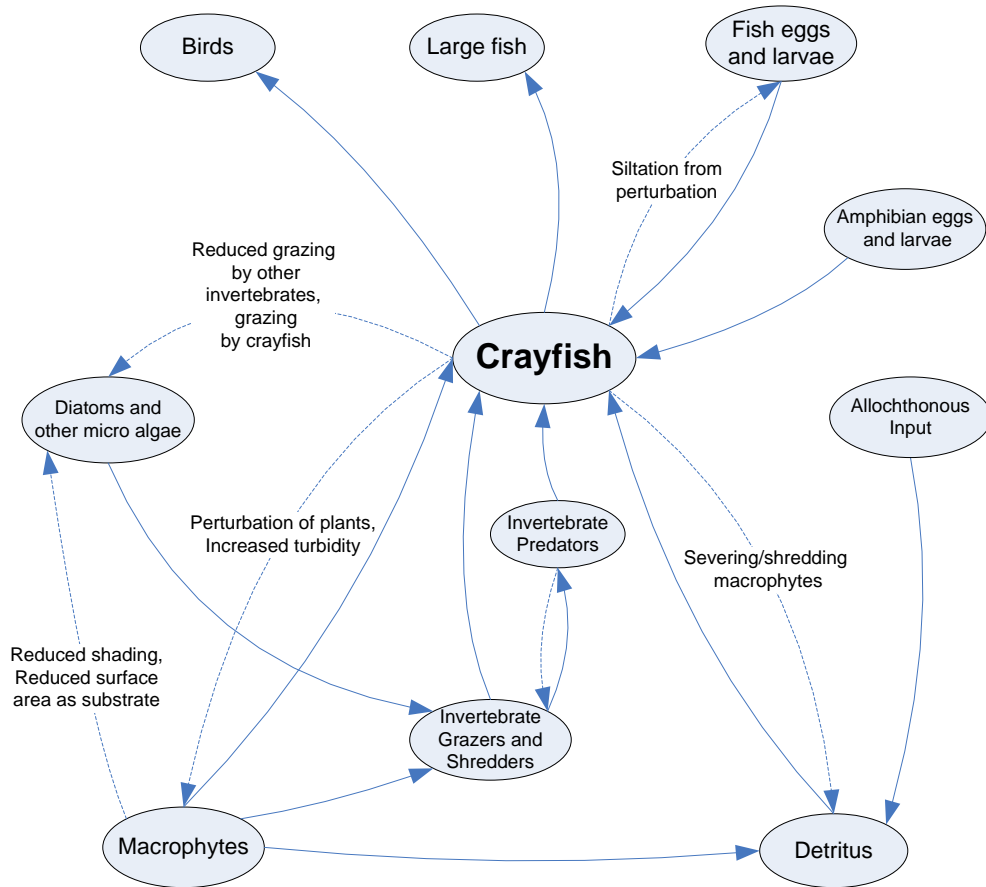 Birds
Large fish
Fish eggs
and larvae
Siltation from
perturbation
Amphibian eggs
and larvae
Reduced grazing
by other
invertebrates,
grazing
by crayfish
Crayfish
Diatoms and
other micro algae
Allochthonous
Input
Perturbation of plants,
Increased turbidity
Invertebrate
Predators
Severing/shredding
macrophytes
Reduced shading,
Reduced surface
area as substrate
Invertebrate
Grazers and
Shredders
Macrophytes
Detritus